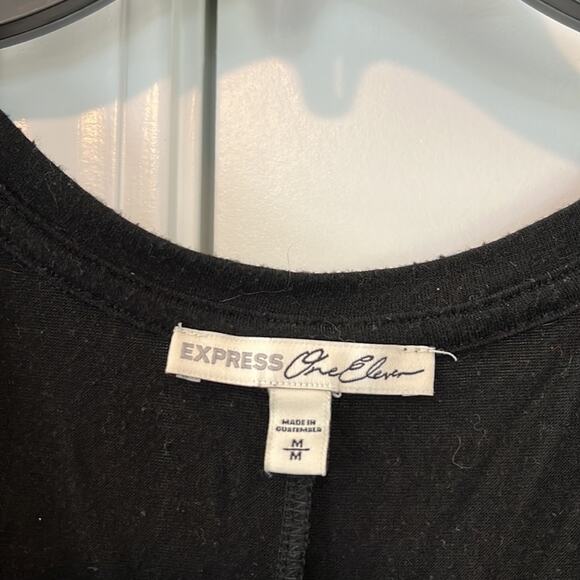 EXPRESS One Eleven
MADE IN
GUATEMALA
M
M